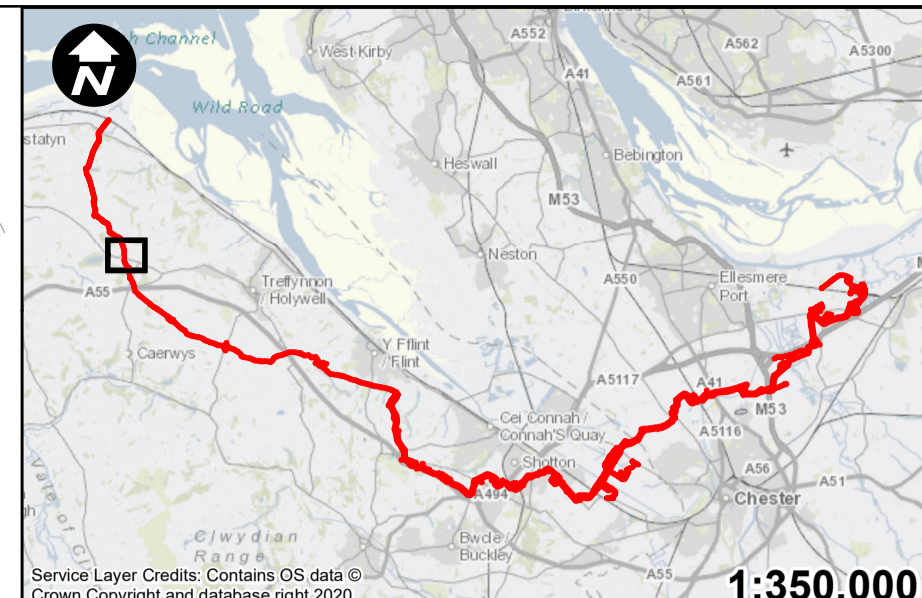 N
h Channel
Wild Road
statyn
West Kirby
A552
A41
A562
A5300
A561
Heswall
Bebington
M53
Neston
A550
Ellesmere
Port
Treffynnon
/ Holywell
A55
Caerwys
Y Fflint
/ Flint
A5117
A41
M53
Cei Connah /
Connah'S Quay
A5116
Shotton
A56
A51
A494
Chester
Clwydian
Range
Bwcle /
Buckley
A55
Service Layer Credits: Contains OS data ©
Crown Copyright and database right 2020
1:350,000